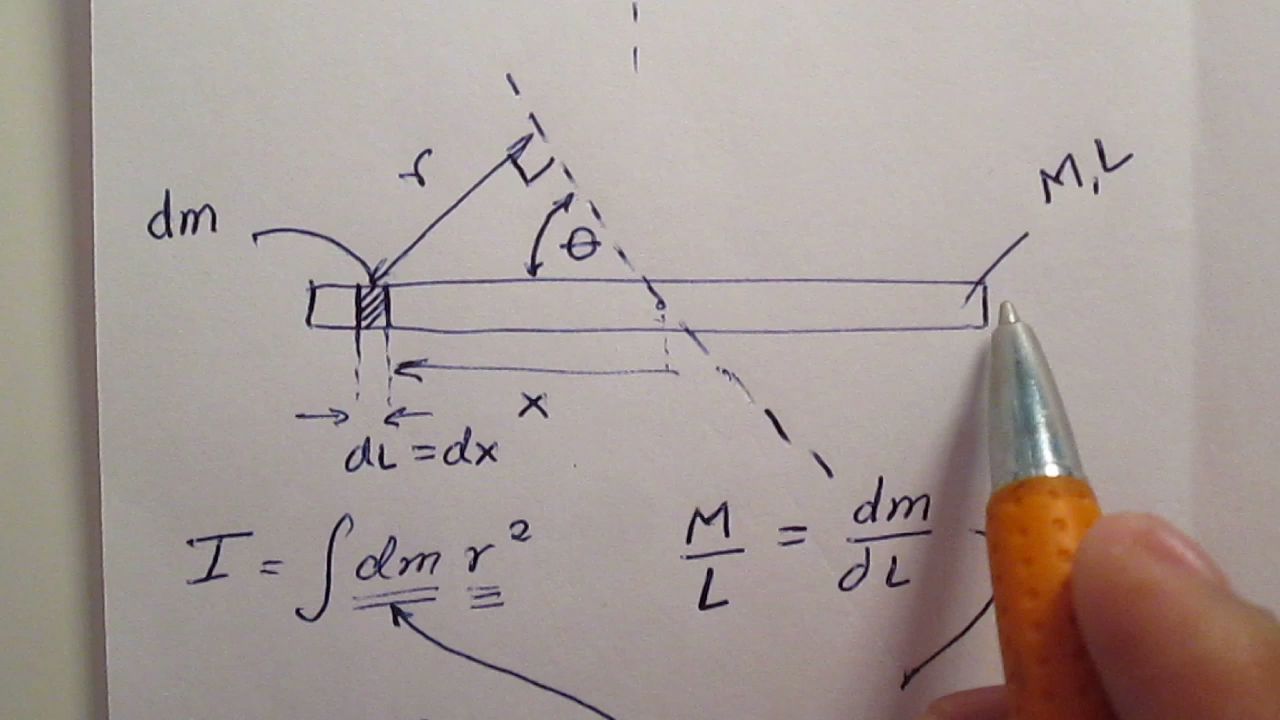 r
M,L
dm
θ
x
dL = dx
I = ∫ dm r²
M/L = dm/dL